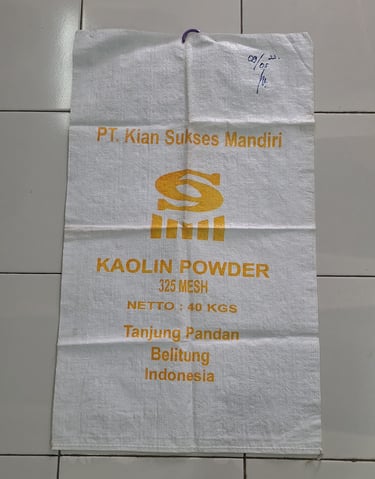 PT. Kian Sukses Mandiri
KAOLIN POWDER
325 MESH
NETTO : 40 KGS
Tanjung Pandan
Belitung
Indonesia